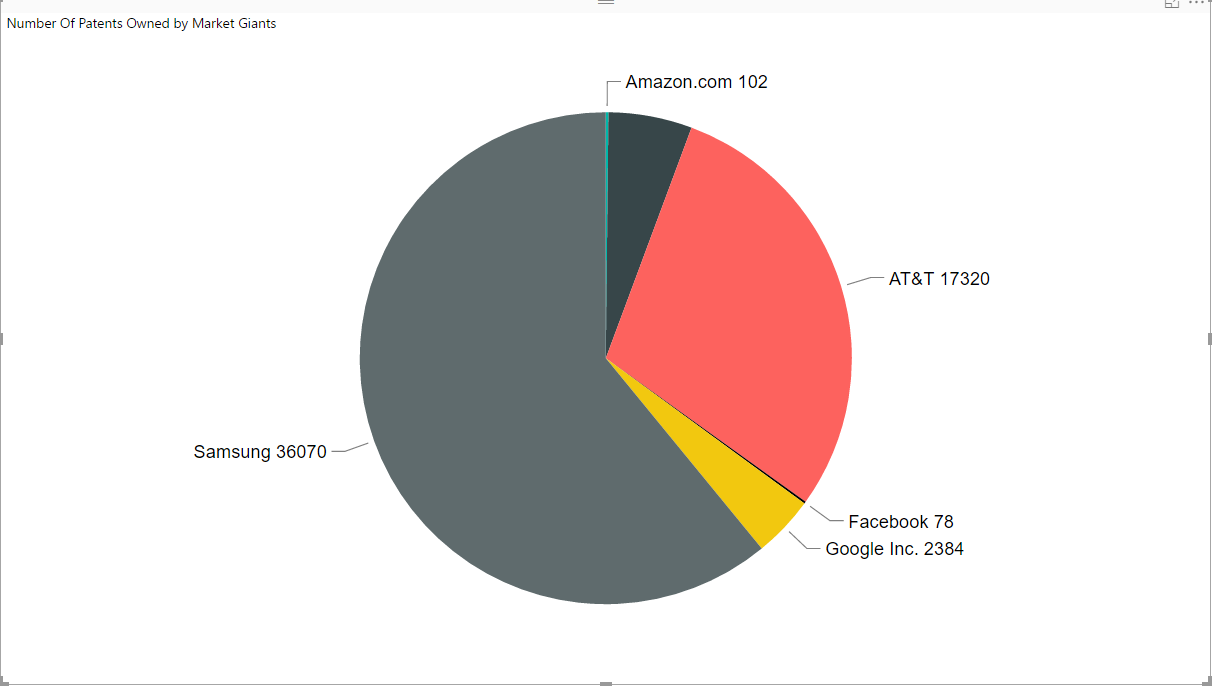 Number Of Patents Owned by Market Giants
Amazon.com 102
AT&T 17320
Samsung 36070
Facebook 78
Google Inc. 2384